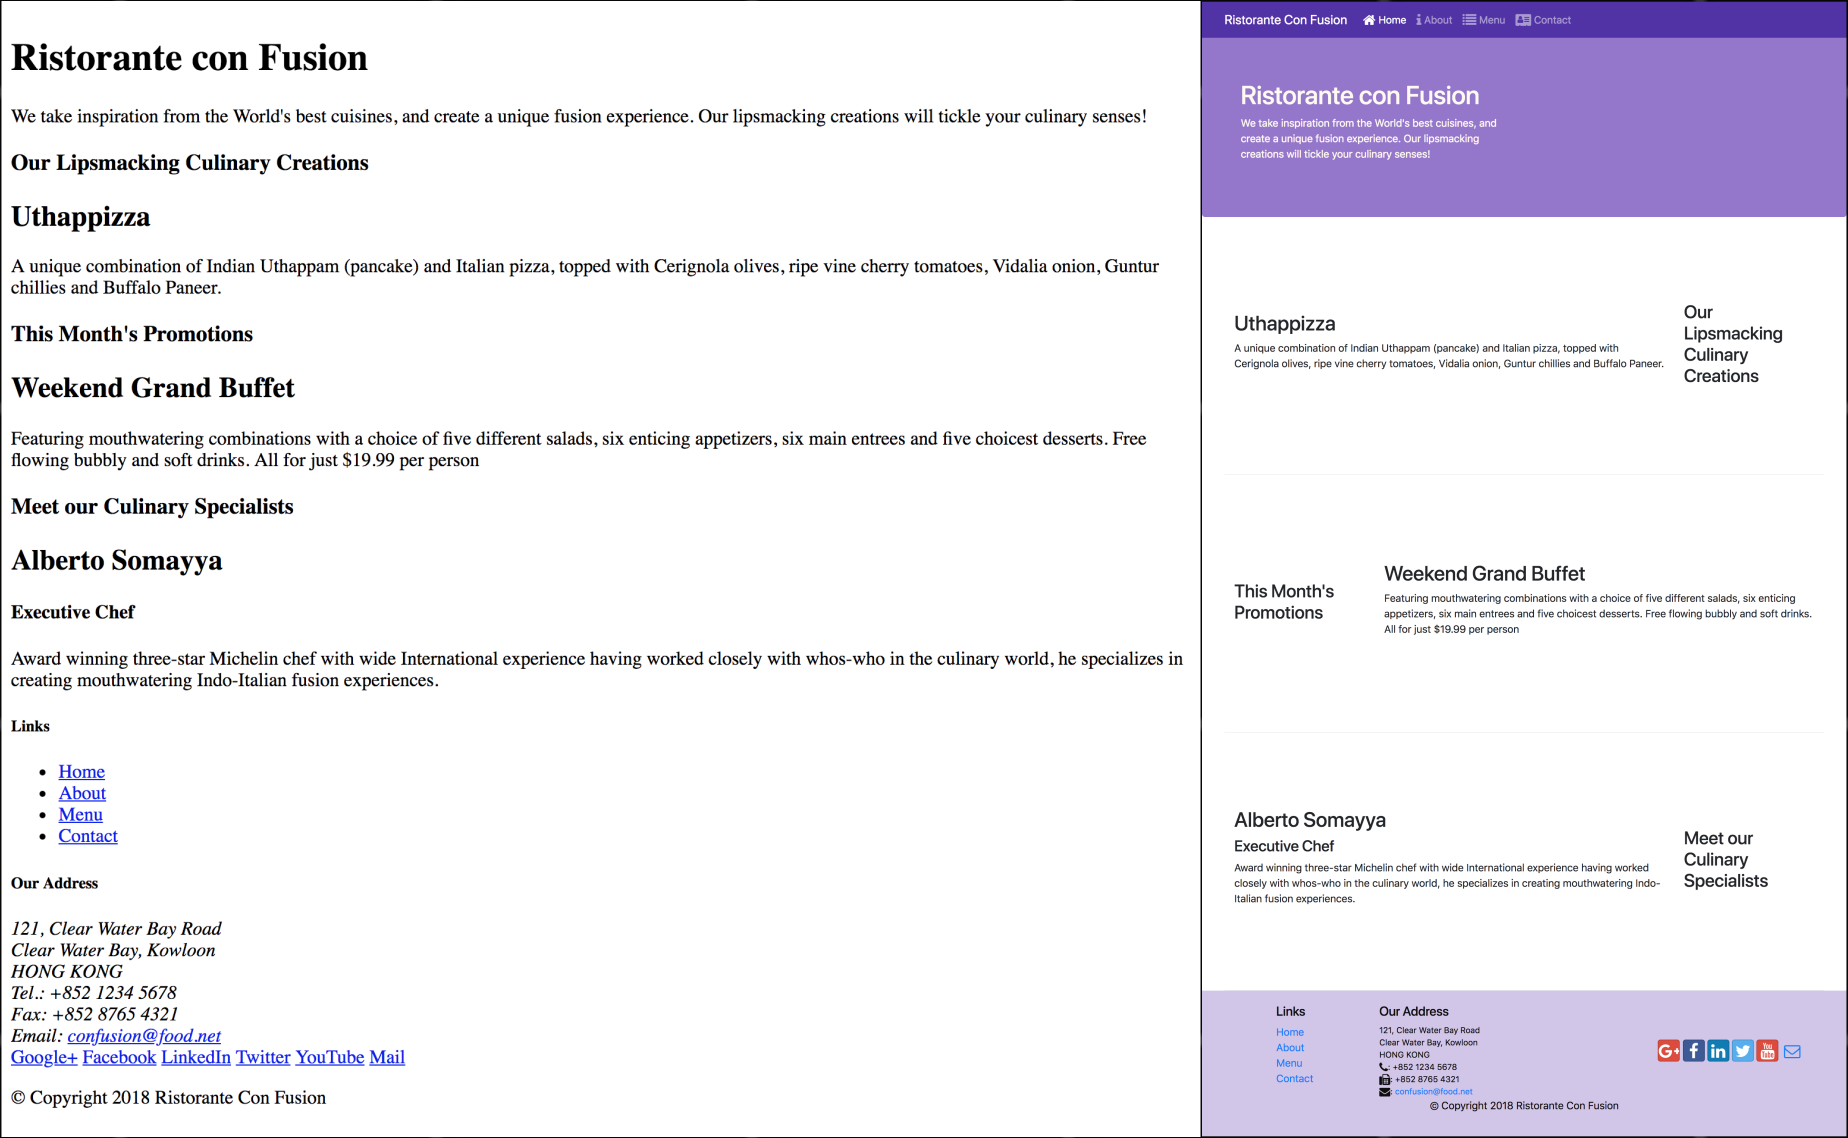 Ristorante con Fusion
We take inspiration from the World's best cuisines, and create a unique fusion experience. Our lipsmacking creations will tickle your culinary senses!
Our Lipsmacking Culinary Creations
Uthappizza
A unique combination of Indian Uthappam (pancake) and Italian pizza, topped with Cerignola olives, ripe vine cherry tomatoes, Vidalia onion, Guntur
chillies and Buffalo Paneer.
This Month's Promotions
Weekend Grand Buffet
Featuring mouthwatering combinations with a choice of five different salads, six enticing appetizers, six main entrees and five choicest desserts. Free
flowing bubbly and soft drinks. All for just $19.99 per person
Meet our Culinary Specialists
Alberto Somayya
Executive Chef
Award winning three-star Michelin chef with wide International experience having worked closely with whos-who in the culinary world, he specializes in
creating mouthwatering Indo-Italian fusion experiences.
Links
Home
About
Menu
Contact
Our Address
121, Clear Water Bay Road
Clear Water Bay, Kowloon
HONG KONG
Tel.: +852 1234 5678
Fax: +852 8765 4321
Email: confusion@food.net
Google+ Facebook LinkedIn Twitter YouTube Mail
© Copyright 2018 Ristorante Con Fusion
Ristorante Con Fusion Home About Menu Contact
Ristorante con Fusion
We take inspiration from the World's best cuisines, and
create a unique fusion experience. Our lipsmacking
creations will tickle your culinary senses!
Uthappizza
A unique combination of Indian Uthappam (pancake) and Italian pizza, topped with
Cerignola olives, ripe vine cherry tomatoes, Vidalia onion, Guntur chillies and Buffalo Paneer.
Our
Lipsmacking
Culinary
Creations
This Month's
Promotions
Weekend Grand Buffet
Featuring mouthwatering combinations with a choice of five different salads, six enticing
appetizers, six main entrees and five choicest desserts. Free flowing bubbly and soft drinks.
All for just $19.99 per person
Alberto Somayya
Executive Chef
Award winning three-star Michelin chef with wide International experience having worked
closely with whos-who in the culinary world, he specializes in creating mouthwatering Indo-
Italian fusion experiences.
Meet our
Culinary
Specialists
Links
Home
About
Menu
Contact
Our Address
121, Clear Water Bay Road
Clear Water Bay, Kowloon
HONG KONG
: +852 1234 5678
: +852 8765 4321
: confusion@food.net
G+ f in You Tube
© Copyright 2018 Ristorante Con Fusion